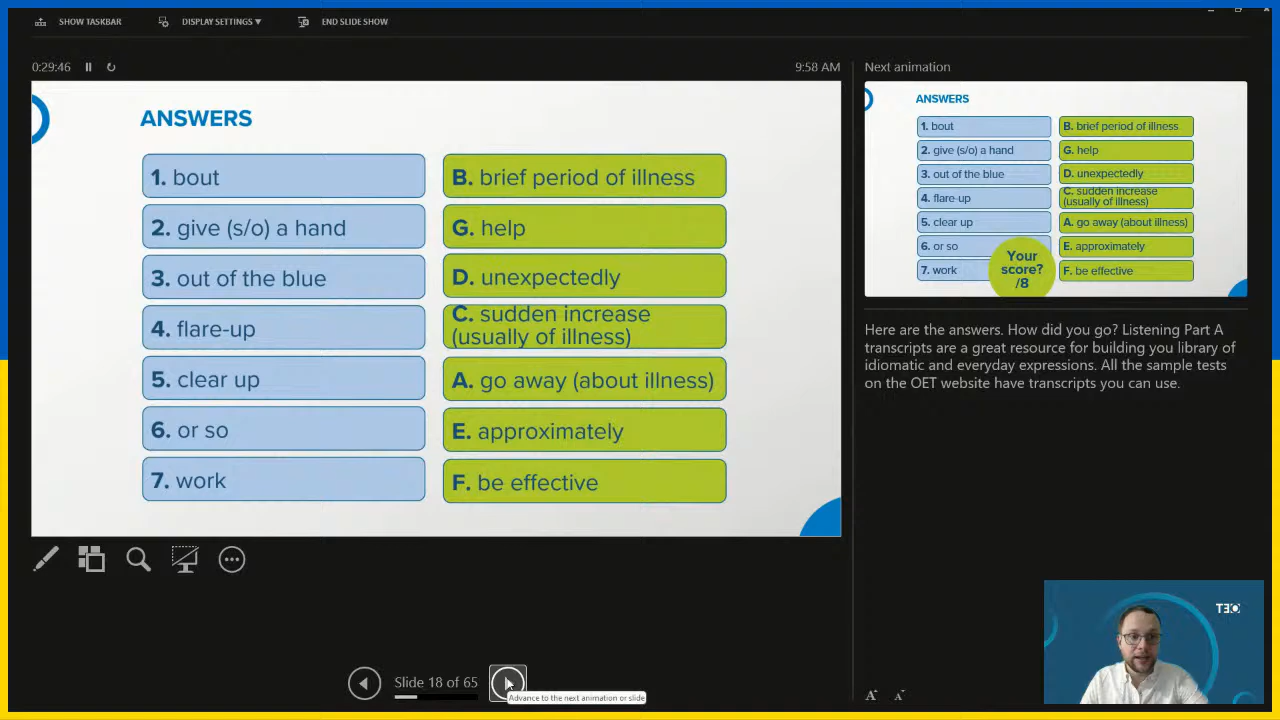 SHOW TASKBAR
DISPLAY SETTINGS ▼
END SLIDE SHOW
0:29:46
9:58 AM
ANSWERS
1. bout
B. brief period of illness
2. give (s/o) a hand
G. help
3. out of the blue
D. unexpectedly
4. flare-up
C. sudden increase
(usually of illness)
5. clear up
A. go away (about illness)
6. or so
E. approximately
7. work
F. be effective
Slide 18 of 65
Advance to the next animation or slide
Next animation
ANSWERS
1. bout
B. brief period of illness
2. give (s/o) a hand
G. help
3. out of the blue
D. unexpectedly
4. flare-up
C. sudden increase
(usually of illness)
5. clear up
A. go away (about illness)
6. or so
E. approximately
7. work
F. be effective
Your
score?
/8
Here are the answers. How did you go? Listening Part A
transcripts are a great resource for building you library of
idiomatic and everyday expressions. All the sample tests
on the OET website have transcripts you can use.
OET
A
A